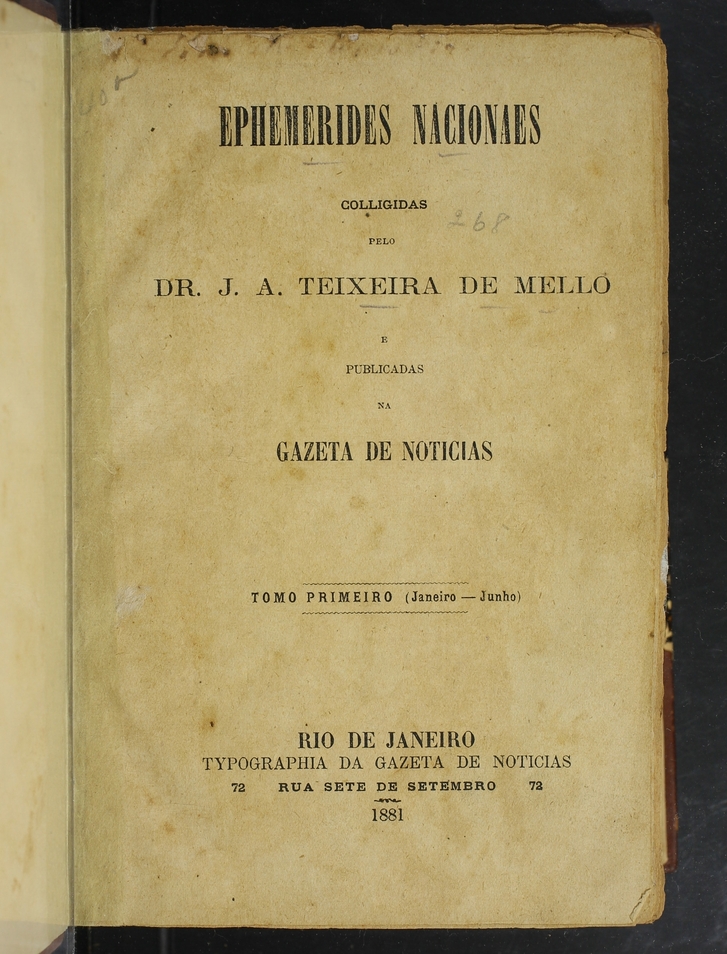 EPHEMERIDES NACIONAES
COLLIGIDAS
268
PELO
DR. J. A. TEIXEIRA DE MELLO
E
PUBLICADAS
NA
GAZETA DE NOTICIAS
TOMO PRIMEIRO (Janeiro — Junho)
RIO DE JANEIRO
TYPOGRAPHIA DA GAZETA DE NOTICIAS
72 RUA SETE DE SETEMBRO 72
1881